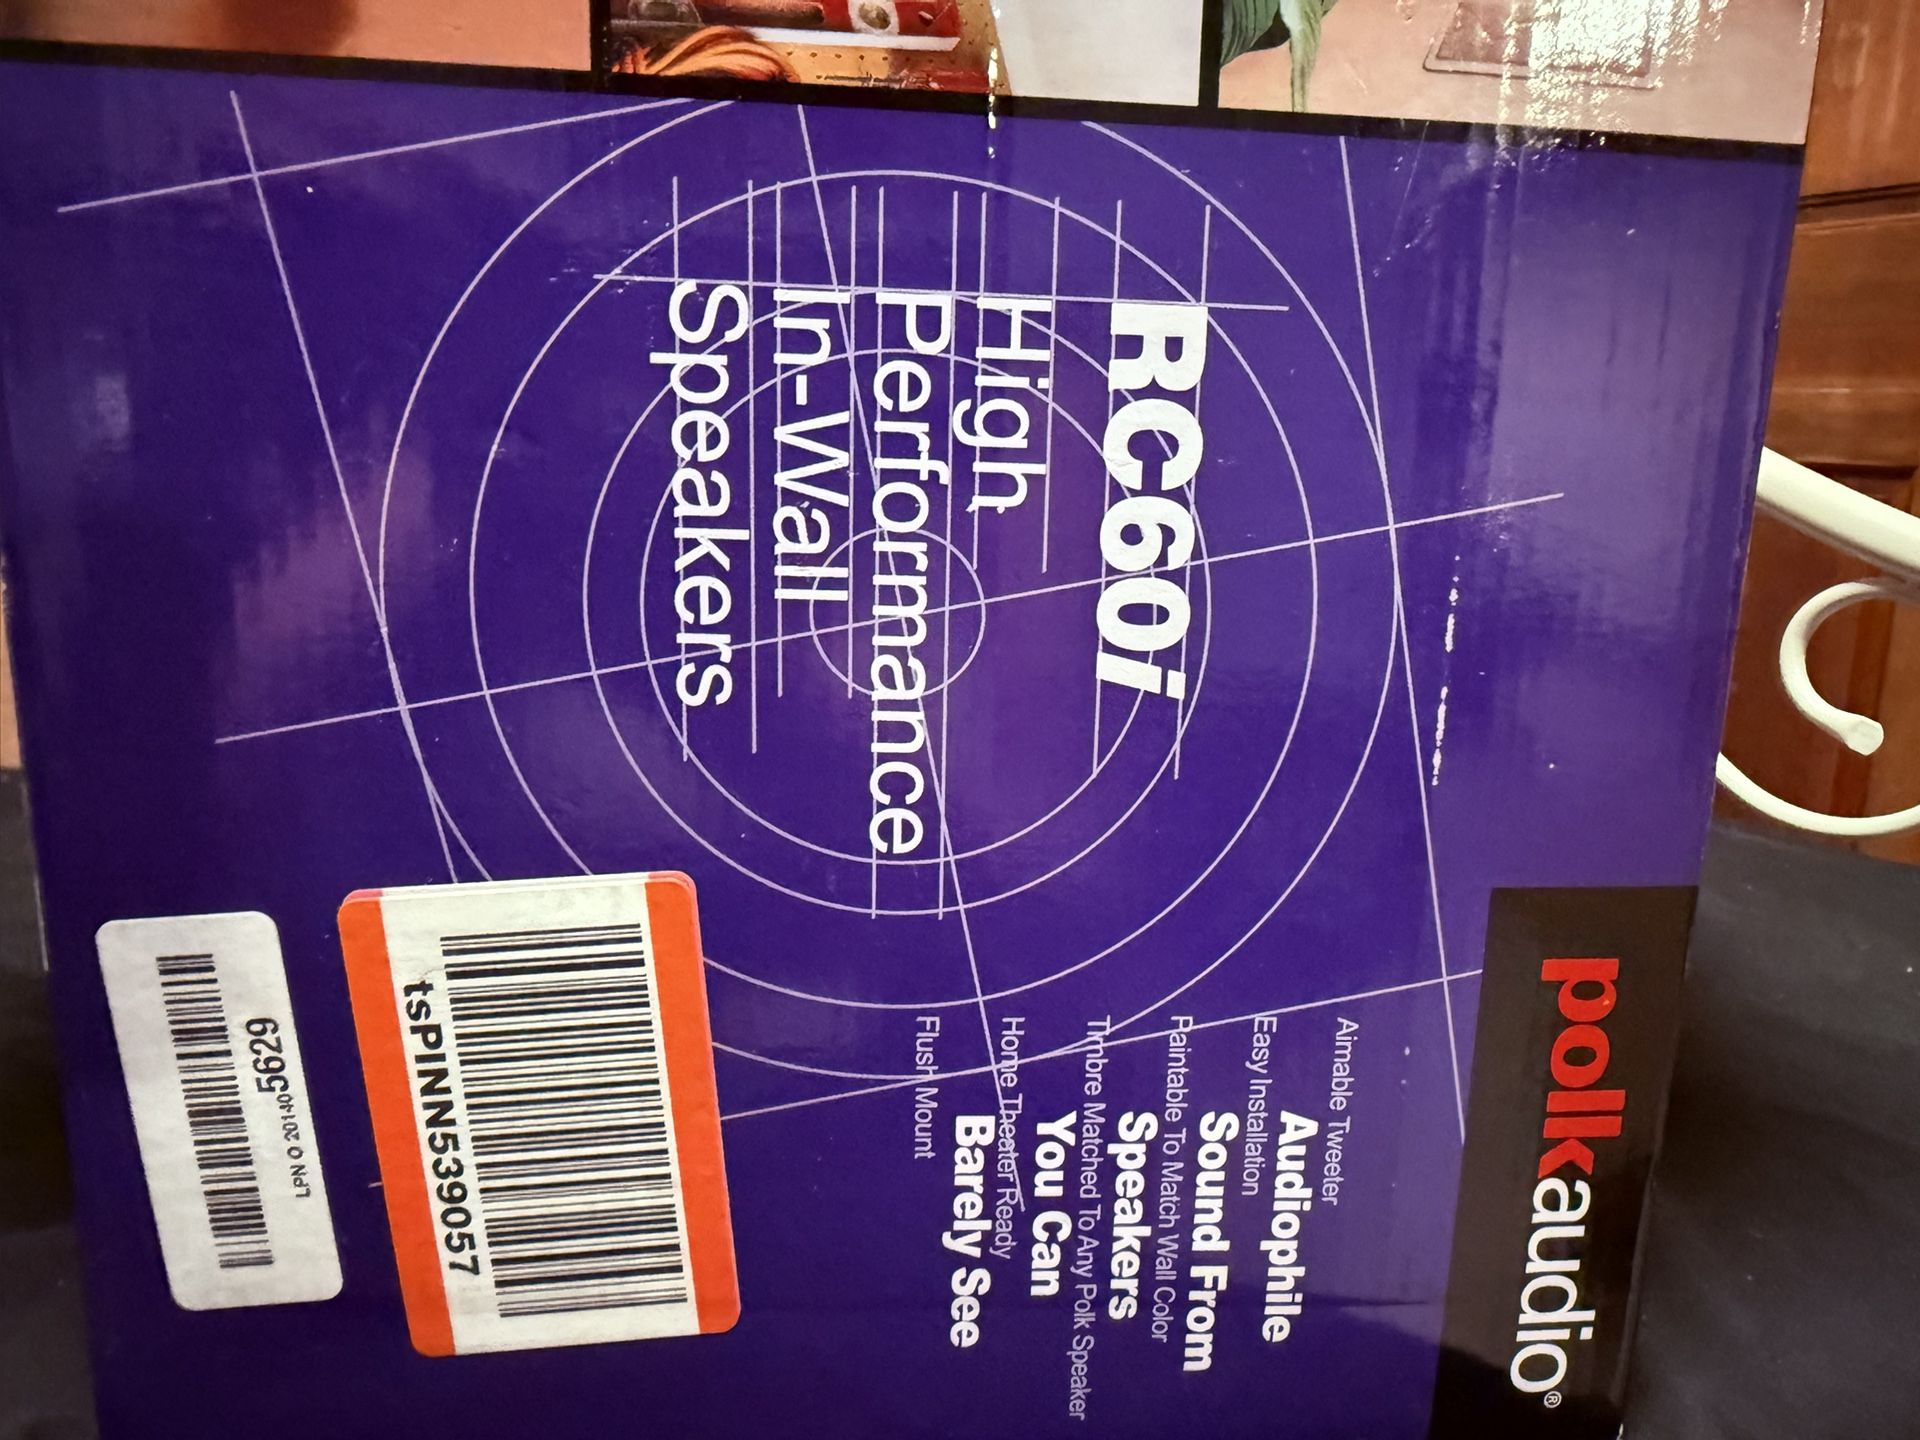 polkaudio®
RC60i
High
Performance
In-Wall
Speakers
Aimable Tweeter
Audiophile
Easy Installation
Sound From
Paintable To Match Wall Color
Speakers
Timbre Matched To Any Polk Speaker
You Can
Home Theater Ready
Barely See
Flush Mount
tsPINN539057
LPN O 201405629